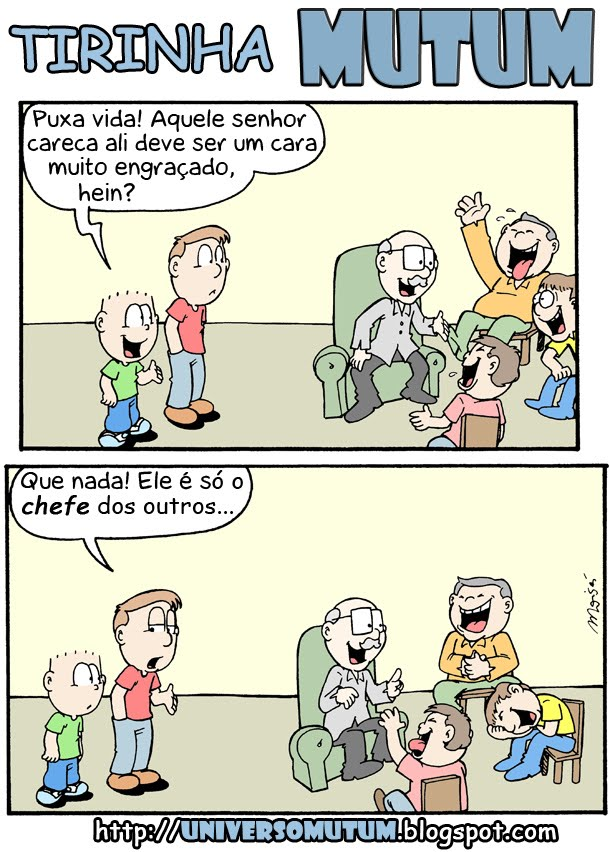 TIRINHA MUTUM
Puxa vida! Aquele senhor
careca ali deve ser um cara
muito engraçado,
hein?
Que nada! Ele é só o
chefe dos outros...
http://UNIVERSOMUTUM.blogspot.com